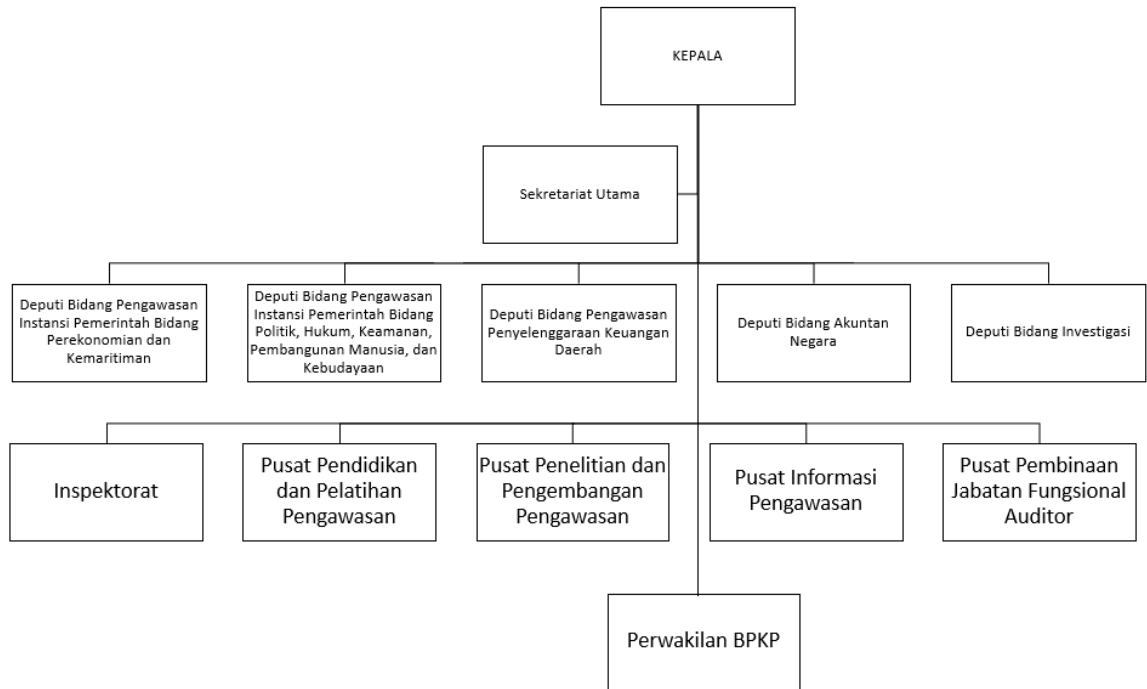 KEPALA
Sekretariat Utama
Deputi Bidang Pengawasan
Instansi Pemerintah Bidang
Perekonomian dan
Kemaritiman
Deputi Bidang Pengawasan
Instansi Pemerintah Bidang
Politik, Hukum, Keamanan,
Pembangunan Manusia, dan
Kebudayaan
Deputi Bidang Pengawasan
Penyelenggaraan Keuangan
Daerah
Deputi Bidang Akuntan
Negara
Deputi Bidang Investigasi
Inspektorat
Pusat Pendidikan
dan Pelatihan
Pengawasan
Pusat Penelitian dan
Pengembangan
Pengawasan
Pusat Informasi
Pengawasan
Pusat Pembinaan
Jabatan Fungsional
Auditor
Perwakilan BPKP